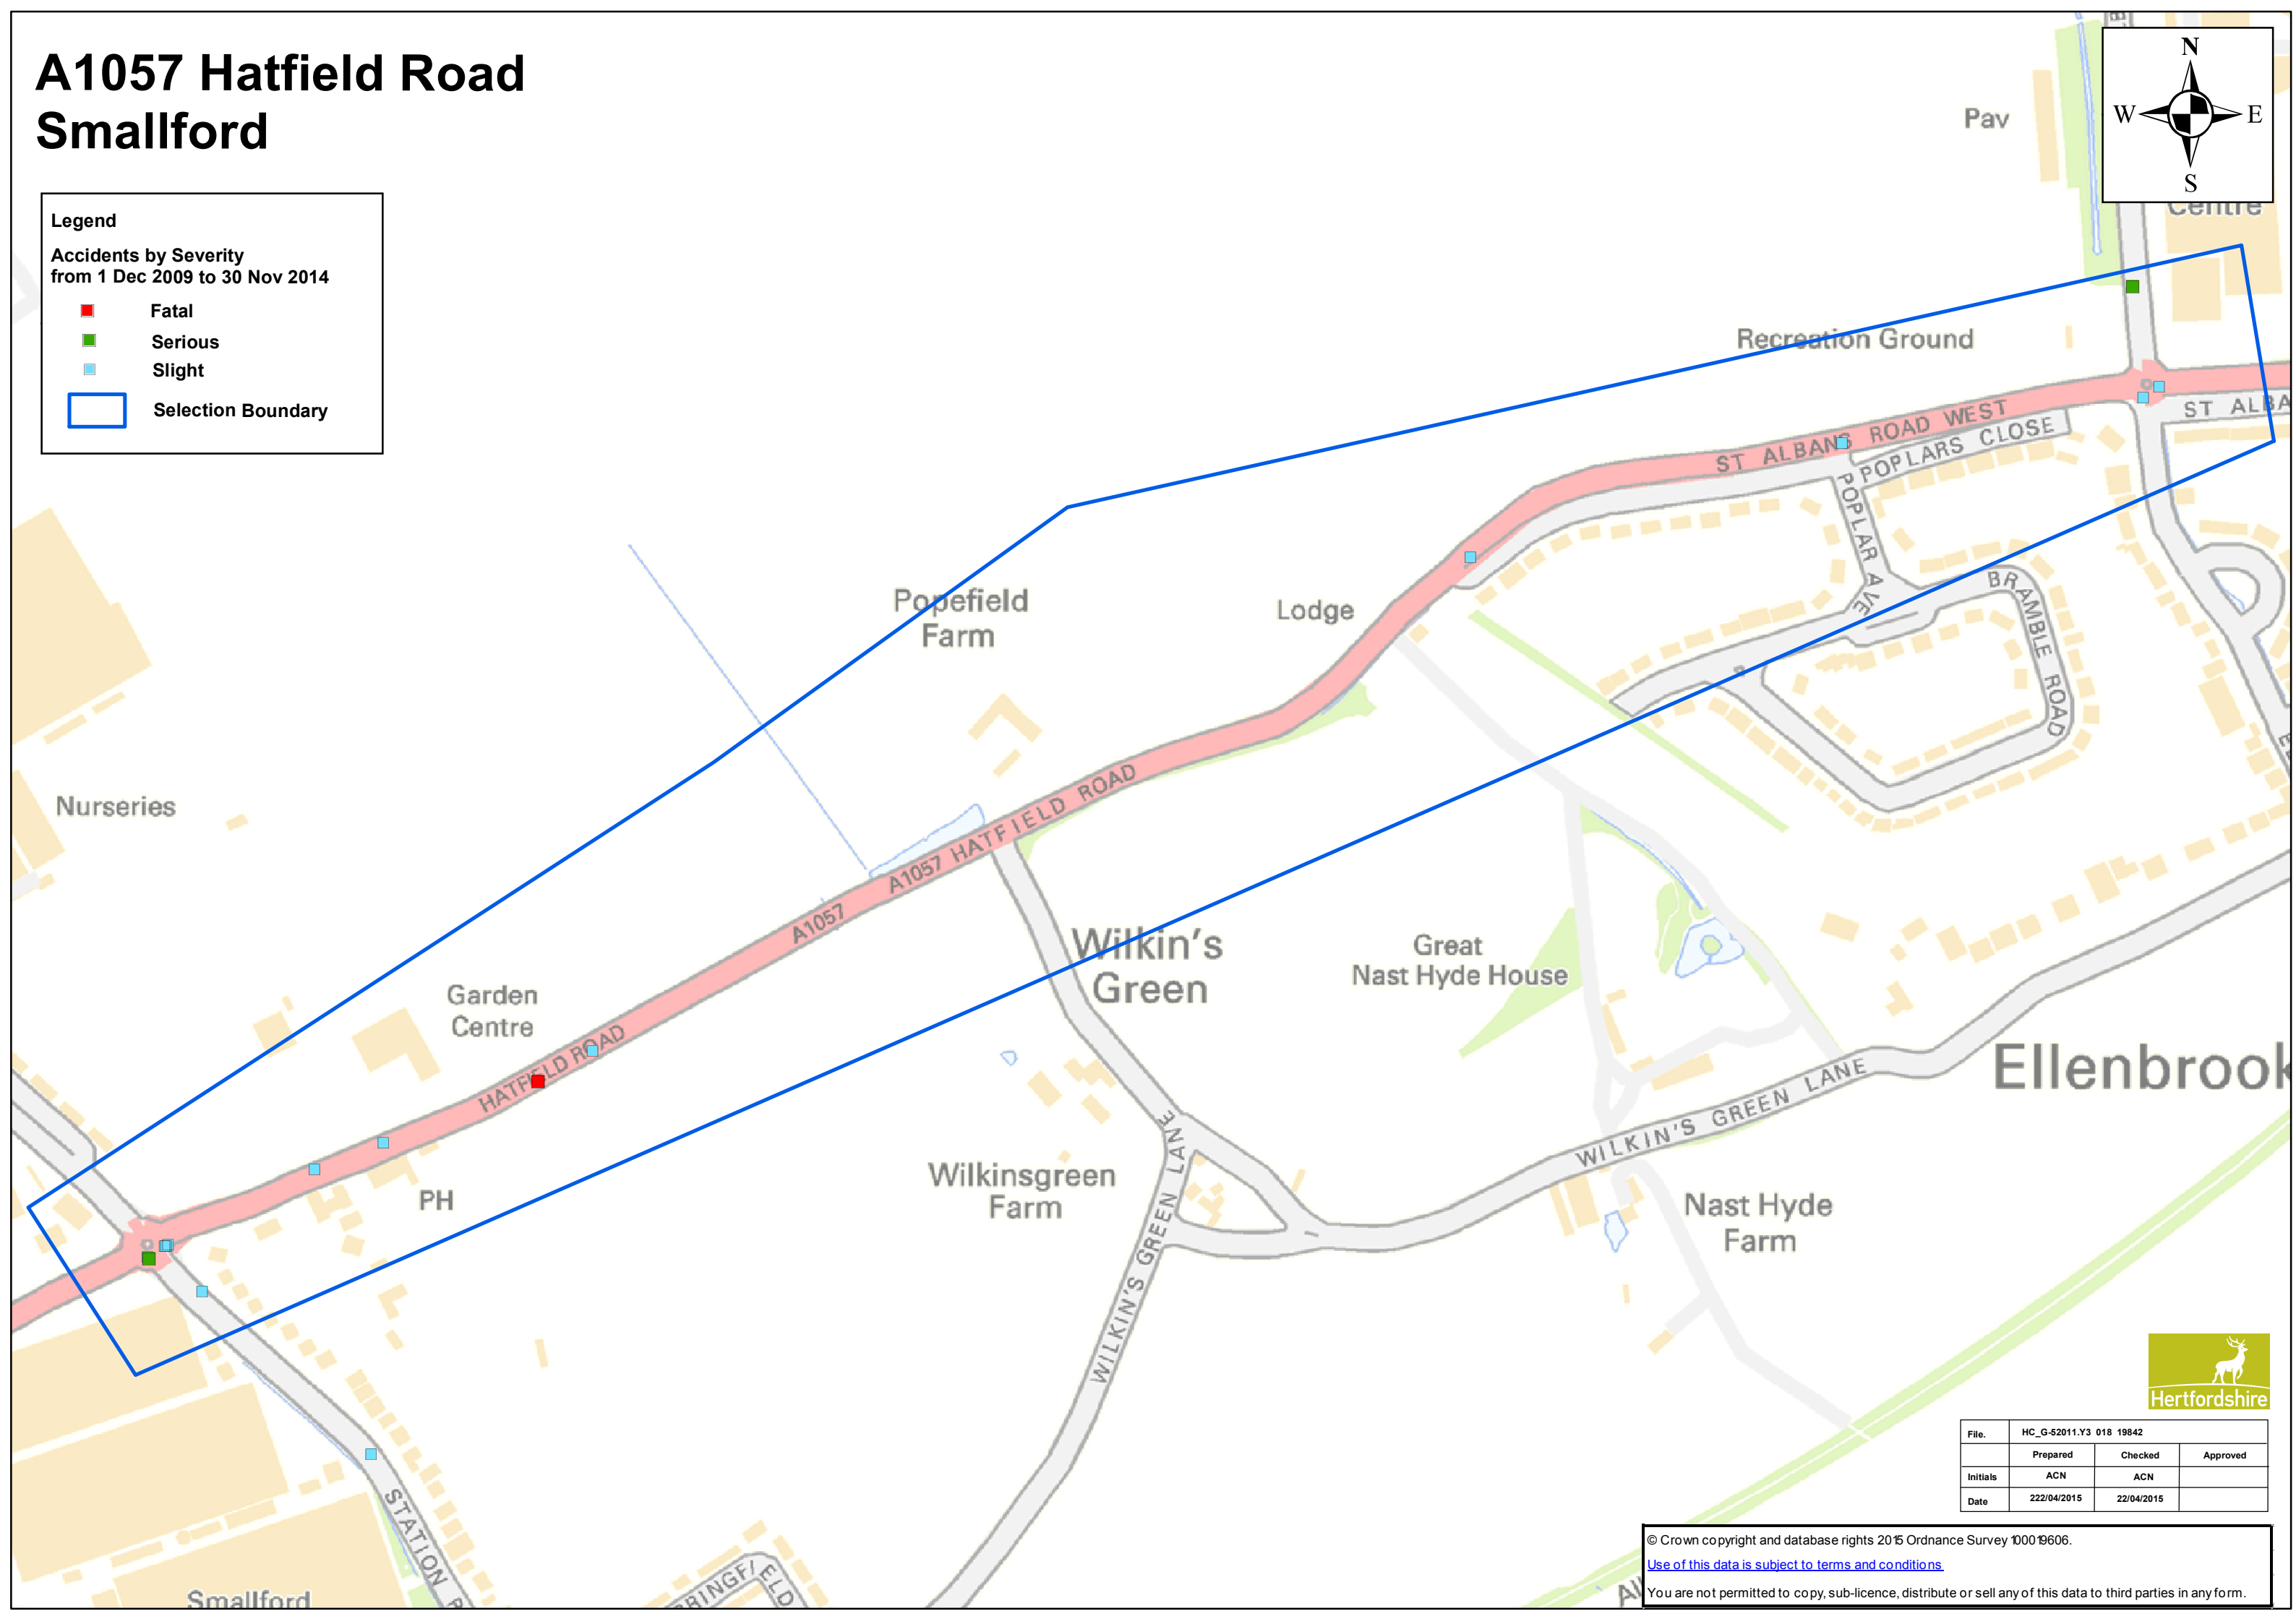 A1057 Hatfield Road
Smallford
N
W E
S
Legend
Accidents by Severity
from 1 Dec 2009 to 30 Nov 2014
Fatal
Serious
Slight
Selection Boundary
Pav
Centre
Recreation Ground
ST ALBANS ROAD WEST
ST ALBA
POPLARS CLOSE
POPLAR AVE
BRAMBLE ROAD
Popefield
Farm
Lodge
Nurseries
A1057 HATFIELD ROAD
A1057
Wilkin's
Green
Great
Nast Hyde House
Garden
Centre
HATFIELD ROAD
Ellenbrook
WILKIN'S GREEN LANE
WILKIN'S GREEN LANE
PH
Wilkinsgreen
Farm
Nast Hyde
Farm
STATION R
Smallford
RINGFIELD
Hertfordshire
File. HC_G-52011.Y3 018 19842
Prepared Checked Approved
Initials ACN ACN
Date 222/04/2015 22/04/2015
© Crown copyright and database rights 2015 Ordnance Survey 100019606.
Use of this data is subject to terms and conditions
You are not permitted to copy, sub-licence, distribute or sell any of this data to third parties in any form.